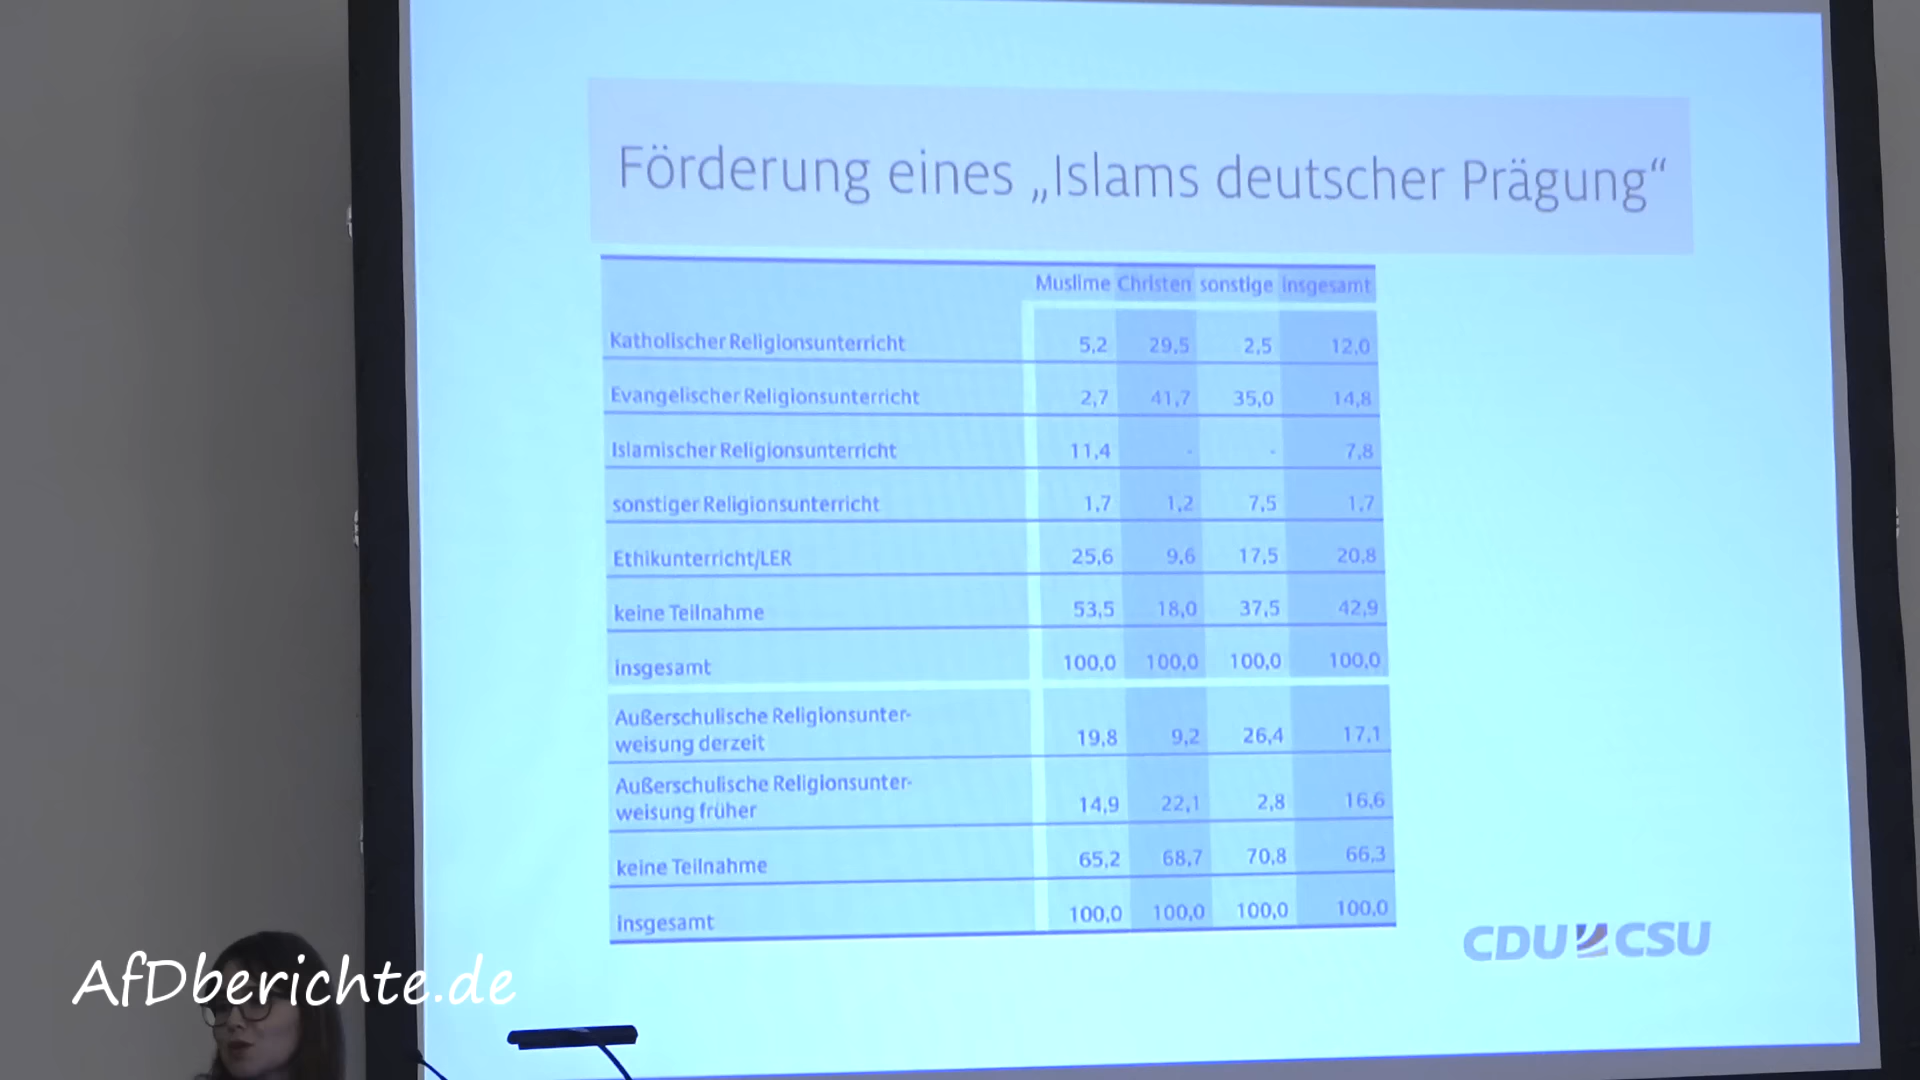 Förderung eines „Islams deutscher Prägung“
Muslime Christen sonstige insgesamt
Katholischer Religionsunterricht 5,2 29,5 2,5 12,0
Evangelischer Religionsunterricht 2,7 41,7 35,0 14,8
Islamischer Religionsunterricht 11,4 - - 7,8
sonstiger Religionsunterricht 1,7 1,2 7,5 1,7
Ethikunterricht/LER 25,6 9,6 17,5 20,8
keine Teilnahme 53,5 18,0 37,5 42,9
insgesamt 100,0 100,0 100,0 100,0
Außerschulische Religionsunter-
weisung derzeit 19,8 9,2 26,4 17,1
Außerschulische Religionsunter-
weisung früher 14,9 22,1 2,8 16,6
keine Teilnahme 65,2 68,7 70,8 66,3
insgesamt 100,0 100,0 100,0 100,0
CDU CSU
AfDberichte.de